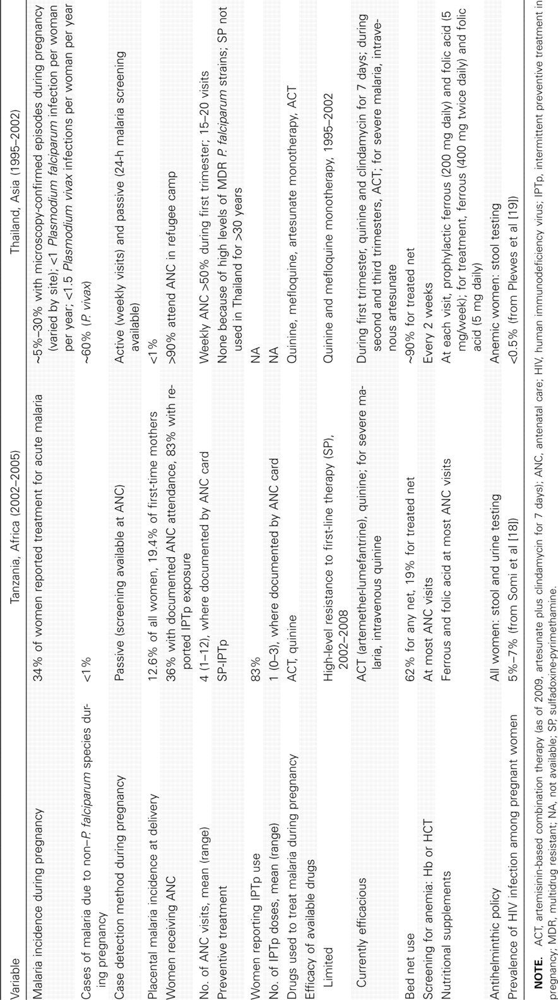 Variable Tanzania, Africa (2002–2005) Thailand, Asia (1995–2002)
Malaria incidence during pregnancy 34% of women reported treatment for acute malaria ~5%–30% with microscopy-confirmed episodes during pregnancy
(varied by site); <1 Plasmodium falciparum infection per woman
per year; <1.5 Plasmodium vivax infections per woman per year
Cases of malaria due to non–P. falciparum species dur- <1% ~60% (P. vivax)
ing pregnancy
Case detection method during pregnancy Passive (screening available at ANC) Active (weekly visits) and passive (24-h malaria screening
available)
Placental malaria incidence at delivery 12.6% of all women, 19.4% of first-time mothers <1%
Women receiving ANC 36% with documented ANC attendance, 83% with re- >90% attend ANC in refugee camp
ported IPTp exposure
No. of ANC visits, mean (range) 4 (1–12), where documented by ANC card Weekly ANC >50% during first trimester; 15–20 visits
Preventive treatment SP-IPTp None because of high levels of MDR P. falciparum strains; SP not
used in Thailand for >30 years
Women reporting IPTp use 83% NA
No. of IPTp doses, mean (range) 1 (0–3), where documented by ANC card NA
Drugs used to treat malaria during pregnancy ACT, quinine Quinine, mefloquine, artesunate monotherapy, ACT
Efficacy of available drugs
Limited High-level resistance to first-line therapy (SP), Quinine and mefloquine monotherapy, 1995–2002
2002–2008
Currently efficacious ACT (artemether-lumefantrine), quinine; for severe ma- During first trimester, quinine and clindamycin for 7 days; during
laria, intravenous quinine second and third trimesters, ACT; for severe malaria, intrave-
nous artesunate
Bed net use 62% for any net, 19% for treated net ~90% for treated net
Screening for anemia: Hb or HCT At most ANC visits Every 2 weeks
Nutritional supplements Ferrous and folic acid at most ANC visits At each visit, prophylactic ferrous (200 mg daily) and folic acid (5
mg/week); for treatment, ferrous (400 mg twice daily) and folic
acid (5 mg daily)
Antihelminthic policy All women: stool and urine testing Anemic women: stool testing
Prevalence of HIV infection among pregnant women 5%–7% (from Somi et al [18]) <0.5% (from Plewes et al [19])
NOTE. ACT, artemisinin-based combination therapy (as of 2009, artesunate plus clindamycin for 7 days); ANC, antenatal care; HIV, human immunodeficiency virus; IPTp, intermittent preventive treatment in
pregnancy; MDR, multidrug resistant; NA, not available; SP, sulfadoxine-pyrimethamine.